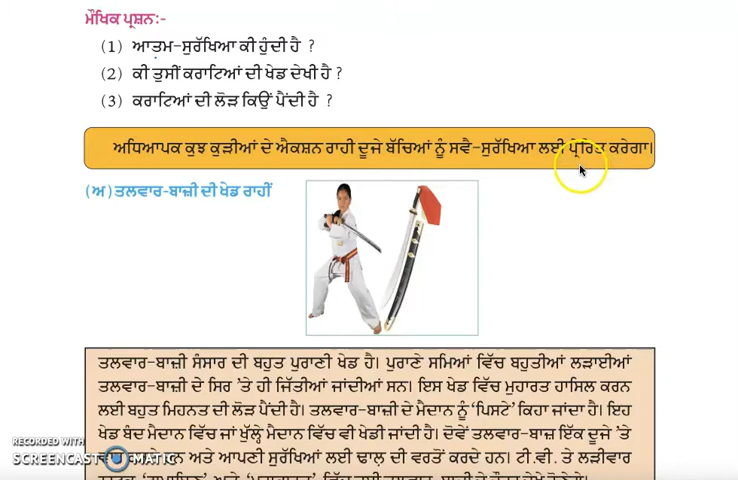 ਮੌਖਿਕ ਪ੍ਰਸ਼ਨ:-
(1) ਆਤਮ-ਸੁਰੱਖਿਆ ਕੀ ਹੁੰਦੀ ਹੈ ?
(2) ਕੀ ਤੁਸੀਂ ਕਰਾਟਿਆਂ ਦੀ ਖੇਡ ਦੇਖੀ ਹੈ ?
(3) ਕਰਾਟਿਆਂ ਦੀ ਲੋੜ ਕਿਉਂ ਪੈਂਦੀ ਹੈ ?
ਅਧਿਆਪਕ ਕੁਝ ਕੁੜੀਆਂ ਦੇ ਐਕਸ਼ਨ ਰਾਹੀ ਦੂਜੇ ਬੱਚਿਆਂ ਨੂੰ ਸਵੈ-ਸੁਰੱਖਿਆ ਲਈ ਪ੍ਰੇਰਿਤ ਕਰੇਗਾ।
(ਅ) ਤਲਵਾਰ-ਬਾਜ਼ੀ ਦੀ ਖੇਡ ਰਾਹੀਂ
ਤਲਵਾਰ-ਬਾਜ਼ੀ ਸੰਸਾਰ ਦੀ ਬਹੁਤ ਪੁਰਾਣੀ ਖੇਡ ਹੈ। ਪੁਰਾਣੇ ਸਮਿਆਂ ਵਿੱਚ ਬਹੁਤੀਆਂ ਲੜਾਈਆਂ
ਤਲਵਾਰ-ਬਾਜ਼ੀ ਦੇ ਸਿਰ 'ਤੇ ਹੀ ਜਿੱਤੀਆਂ ਜਾਂਦੀਆਂ ਸਨ। ਇਸ ਖੇਡ ਵਿੱਚ ਮੁਹਾਰਤ ਹਾਸਿਲ ਕਰਨ
ਲਈ ਬਹੁਤ ਮਿਹਨਤ ਦੀ ਲੋੜ ਪੈਂਦੀ ਹੈ। ਤਲਵਾਰ-ਬਾਜ਼ੀ ਦੇ ਮੈਦਾਨ ਨੂੰ 'ਪਿਸਟੇ' ਕਿਹਾ ਜਾਂਦਾ ਹੈ। ਇਹ
ਖੇਡ ਬੰਦ ਮੈਦਾਨ ਵਿੱਚ ਜਾਂ ਖੁੱਲ੍ਹੇ ਮੈਦਾਨ ਵਿੱਚ ਵੀ ਖੇਡੀ ਜਾਂਦੀ ਹੈ। ਦੋਵੇਂ ਤਲਵਾਰ-ਬਾਜ਼ ਇੱਕ ਦੂਜੇ 'ਤੇ
ਅਤੇ ਆਪਣੀ ਸੁਰੱਖਿਆ ਲਈ ਢਾਲ ਦੀ ਵਰਤੋਂ ਕਰਦੇ ਹਨ। ਟੀ.ਵੀ. ਤੇ ਲੜੀਵਾਰ
RECORDED WITH
SCREENCAST MATIC